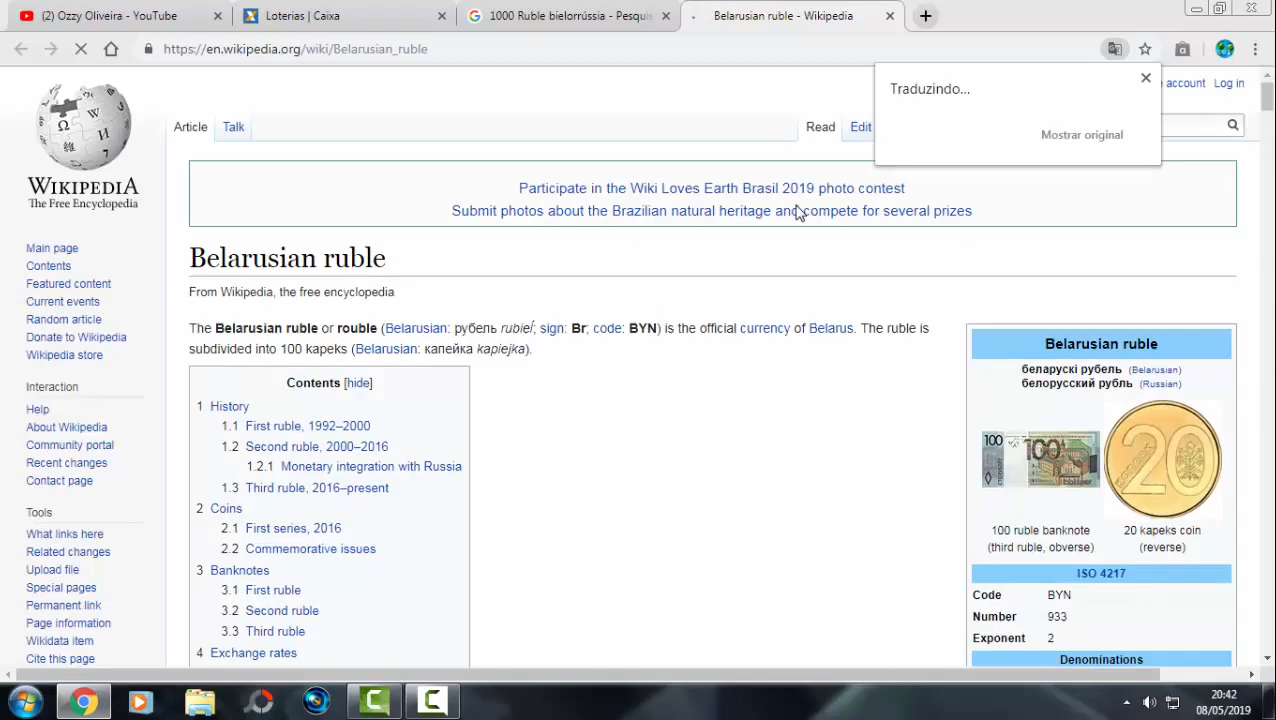 Ozzy Oliveira - YouTube
Loterias | Caixa
1000 Ruble bielorrússia - Pesquis
Belarusian ruble - Wikipedia
https://en.wikipedia.org/wiki/Belarusian_ruble
Traduzindo...
Mostrar original
account Log in
Article Talk
Read Edit
WIKIPEDIA
The Free Encyclopedia
Participate in the Wiki Loves Earth Brasil 2019 photo contest
Submit photos about the Brazilian natural heritage and compete for several prizes
Main page
Contents
Featured content
Current events
Random article
Donate to Wikipedia
Wikipedia store
Interaction
Help
About Wikipedia
Community portal
Recent changes
Contact page
Tools
What links here
Related changes
Upload file
Special pages
Permanent link
Page information
Wikidata item
Cite this page
Belarusian ruble
From Wikipedia, the free encyclopedia
The Belarusian ruble or rouble (Belarusian: рубель rubieĺ; sign: Br; code: BYN) is the official currency of Belarus. The ruble is
subdivided into 100 kapeks (Belarusian: капейка kapiejka).
Contents [hide]
1 History
1.1 First ruble, 1992–2000
1.2 Second ruble, 2000–2016
1.2.1 Monetary integration with Russia
1.3 Third ruble, 2016–present
2 Coins
2.1 First series, 2016
2.2 Commemorative issues
3 Banknotes
3.1 First ruble
3.2 Second ruble
3.3 Third ruble
4 Exchange rates
Belarusian ruble
беларускі рубель (Belarusian)
белорусский рубль (Russian)
100
100
20
100 ruble banknote
(third ruble, obverse)
20 kapeks coin
(reverse)
ISO 4217
Code BYN
Number 933
Exponent 2
Denominations
20:42
08/05/2019